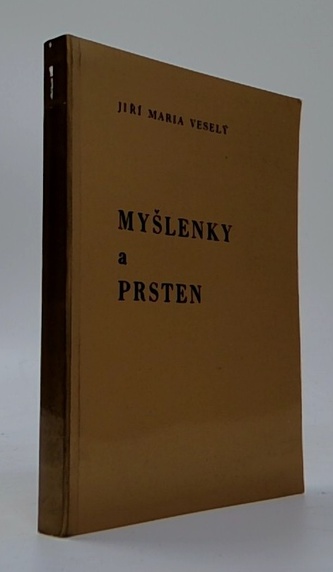 JIŘÍ MARIA VESELÝ
MYŠLENKY
a
PRSTEN